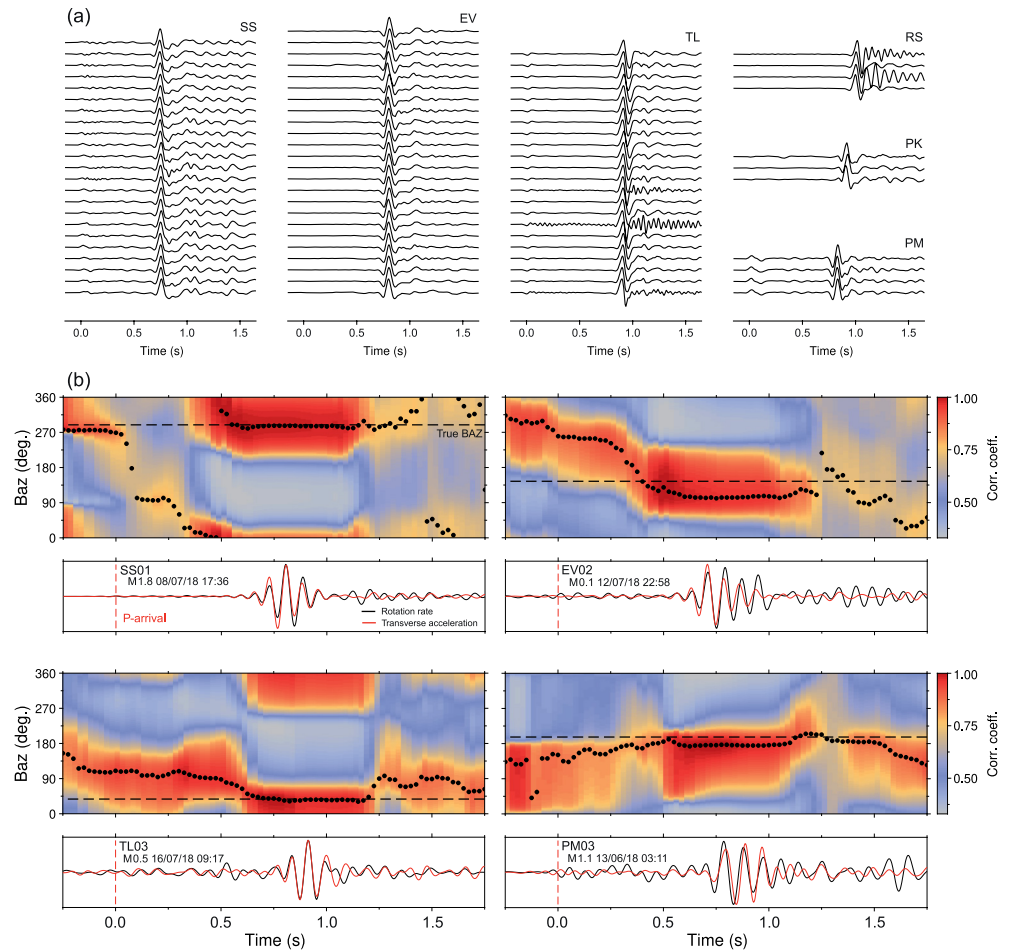 (a)
SS
EV
TL
RS
PK
PM
0.0 0.5 1.0 1.5
Time (s)
0.0 0.5 1.0 1.5
Time (s)
0.0 0.5 1.0 1.5
Time (s)
0.0 0.5 1.0 1.5
Time (s)
(b)
360
270
180
90
0
Baz (deg.)
True BAZ
1.00
0.75
0.50
Corr. coeff.
SS01
M1.8 08/07/18 17:36
P-arrival
Rotation rate
Transverse acceleration
EV02
M0.1 12/07/18 22:58
360
270
180
90
0
Baz (deg.)
1.00
0.75
0.50
Corr. coeff.
TL03
M0.5 16/07/18 09:17
PM03
M1.1 13/06/18 03:11
0.0 0.5 1.0 1.5
Time (s)
0.0 0.5 1.0 1.5
Time (s)